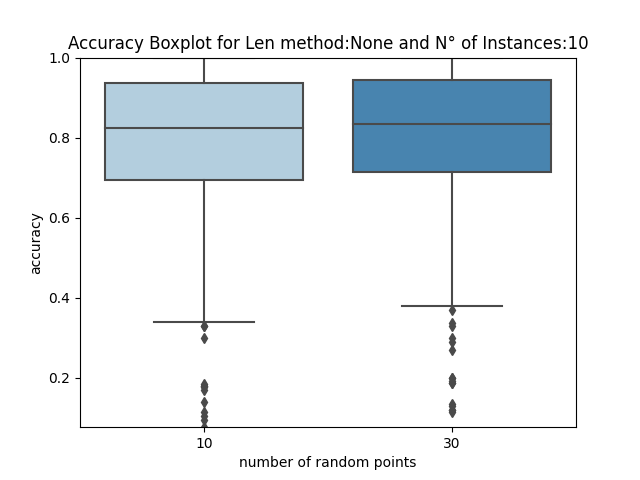 Accuracy Boxplot for Len method:None and N° of Instances:10
1.0
0.8
0.6
0.4
0.2
accuracy
10
30
number of random points